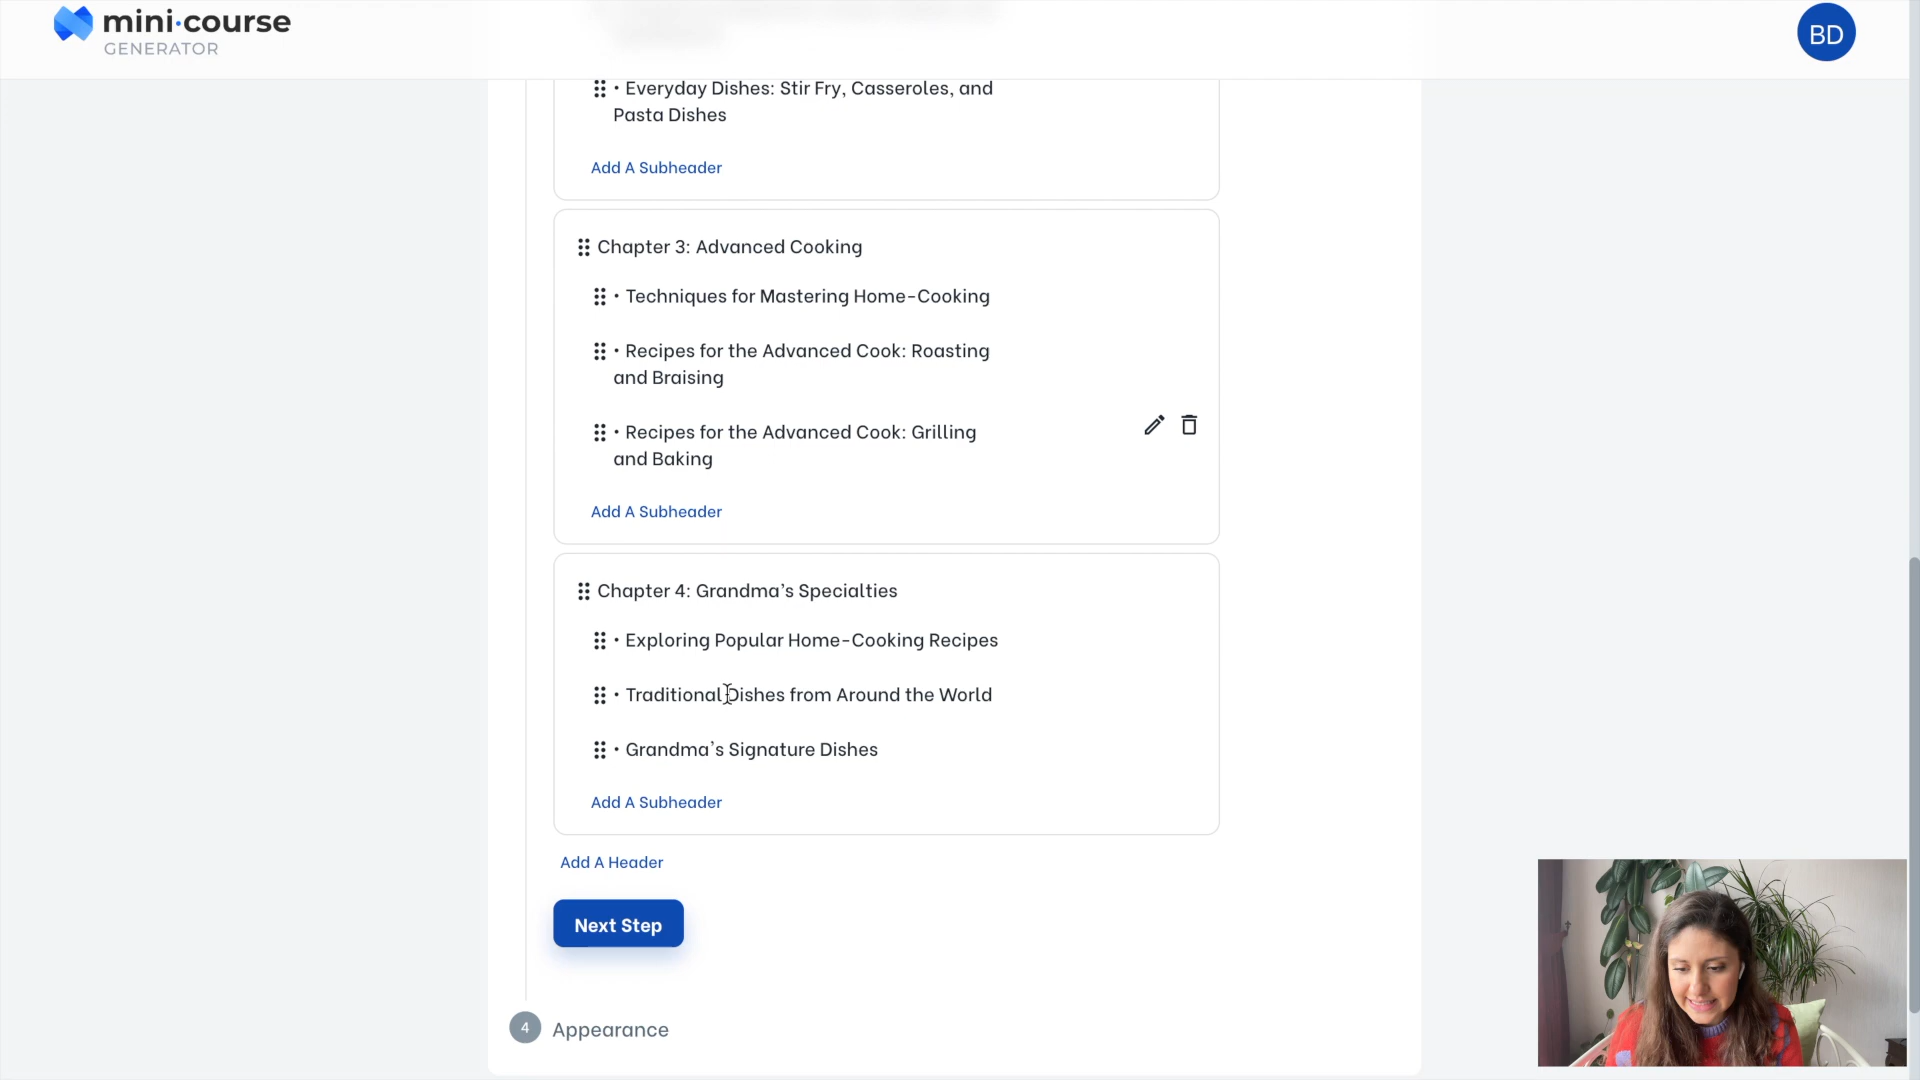 mini·course
GENERATOR
BD
• Everyday Dishes: Stir Fry, Casseroles, and
Pasta Dishes
Add A Subheader
Chapter 3: Advanced Cooking
• Techniques for Mastering Home-Cooking
• Recipes for the Advanced Cook: Roasting
and Braising
• Recipes for the Advanced Cook: Grilling
and Baking
Add A Subheader
Chapter 4: Grandma's Specialties
• Exploring Popular Home-Cooking Recipes
• Traditional Dishes from Around the World
• Grandma's Signature Dishes
Add A Subheader
Add A Header
Next Step
4 Appearance